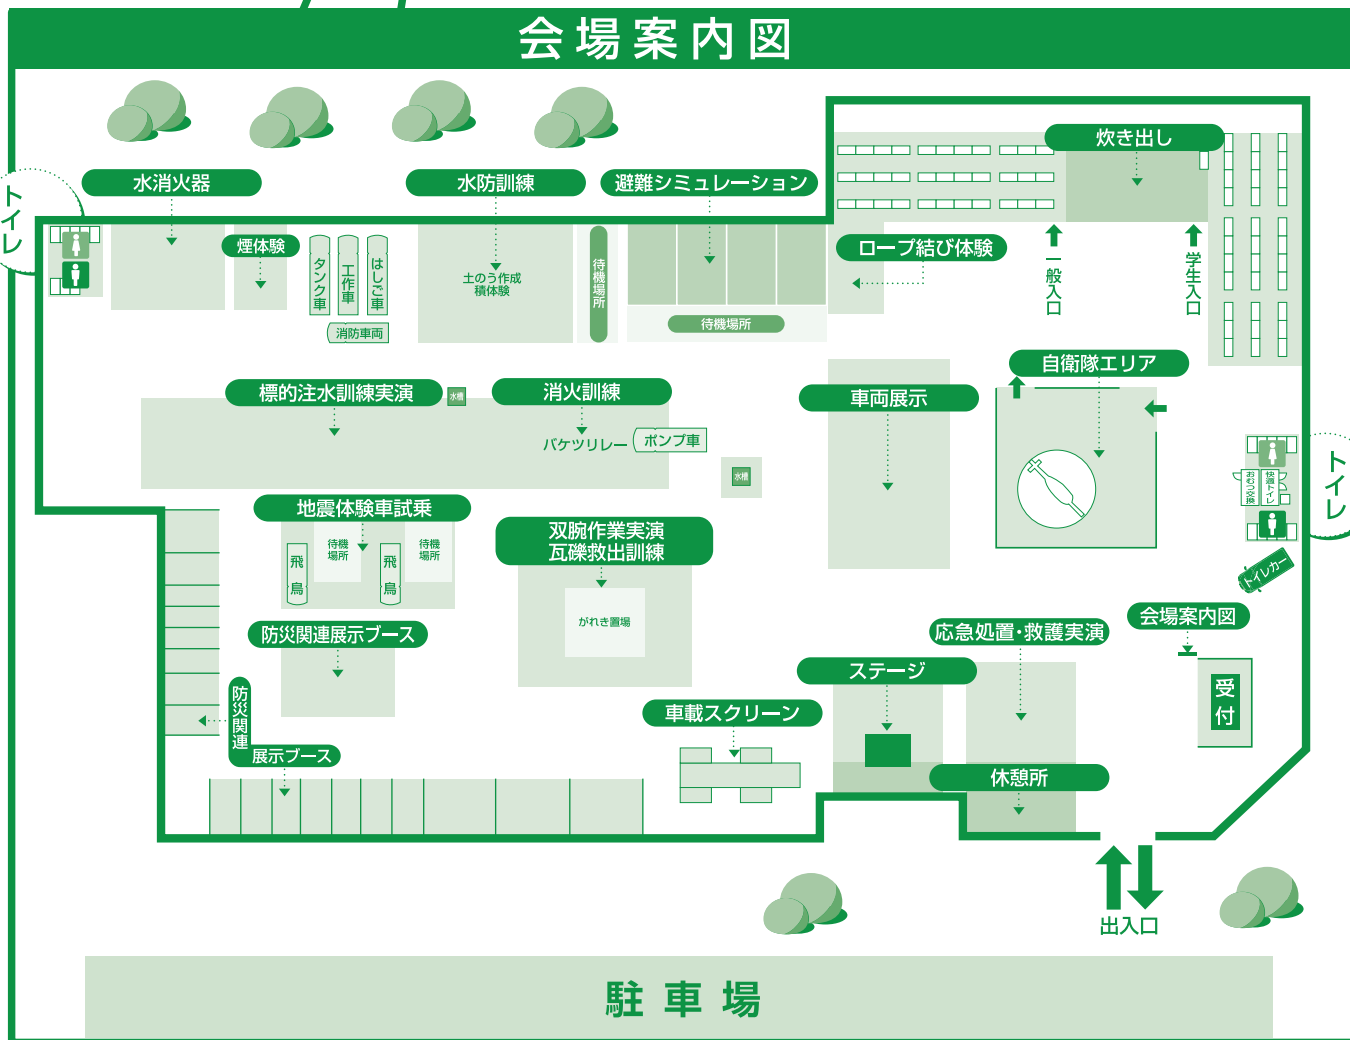 会場案内図
炊き出し
トイレ
水消火器
水防訓練
避難シミュレーション
煙体験
タンク車
工作車
はしご車
消防車両
土のう作成
積体験
待機場所
待機場所
ロープ結び体験
一般入口
学生入口
標的注水訓練実演
水槽
消火訓練
バケツリレー
ポンプ車
水槽
車両展示
自衛隊エリア
トイレ
おむつ交換
快適トイレ
トイレカー
地震体験車試乗
待機
場所
待機
場所
飛鳥
飛鳥
双腕作業実演
瓦礫救出訓練
がれき置場
防災関連展示ブース
防災関連
展示ブース
車載スクリーン
ステージ
応急処置・救護実演
休憩所
会場案内図
受付
出入口
駐車場